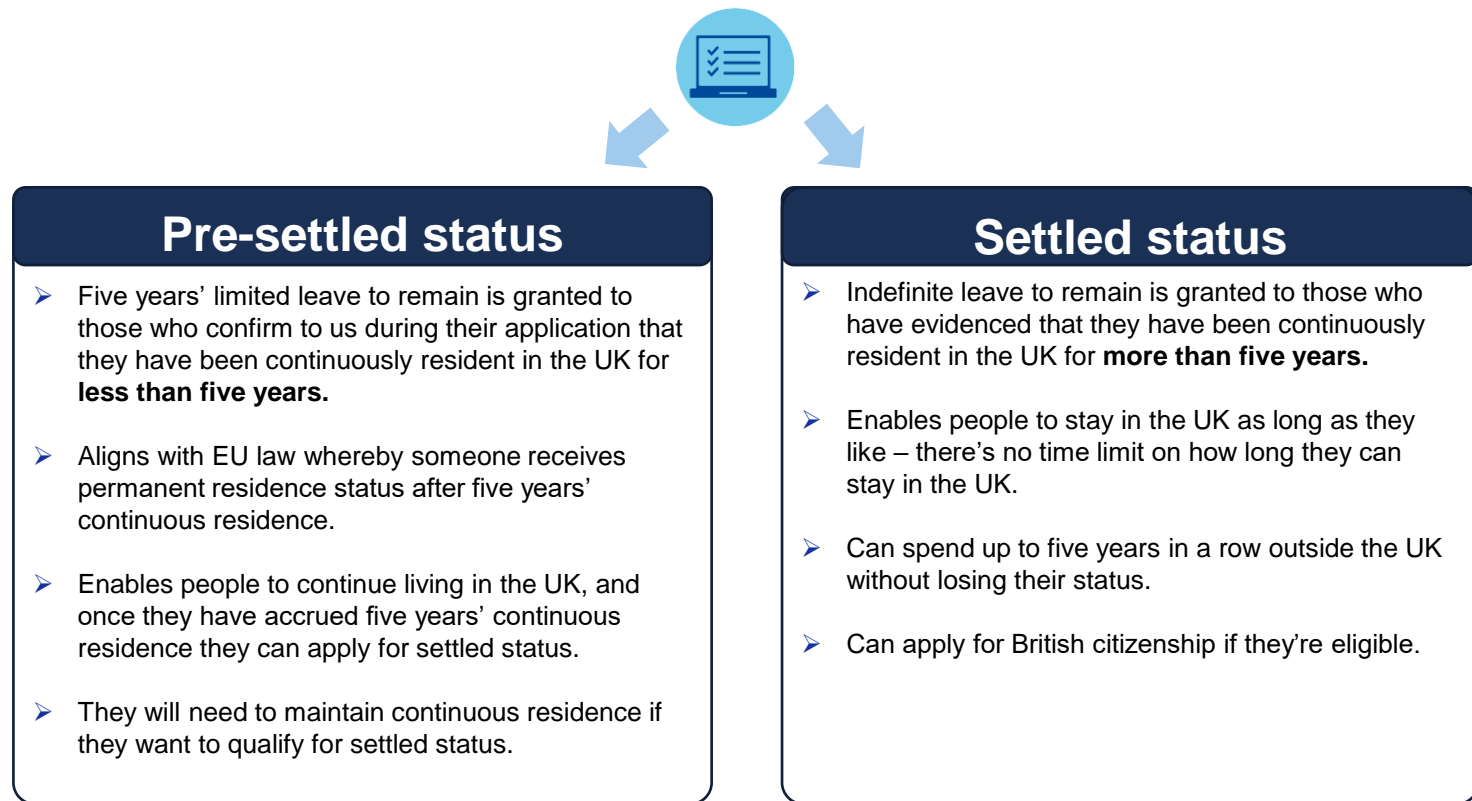 Pre-settled status
➢ Five years’ limited leave to remain is granted to
those who confirm to us during their application that
they have been continuously resident in the UK for
less than five years.
➢ Aligns with EU law whereby someone receives
permanent residence status after five years’
continuous residence.
➢ Enables people to continue living in the UK, and
once they have accrued five years’ continuous
residence they can apply for settled status.
➢ They will need to maintain continuous residence if
they want to qualify for settled status.
Settled status
➢ Indefinite leave to remain is granted to those who
have evidenced that they have been continuously
resident in the UK for more than five years.
➢ Enables people to stay in the UK as long as they
like – there’s no time limit on how long they can
stay in the UK.
➢ Can spend up to five years in a row outside the UK
without losing their status.
➢ Can apply for British citizenship if they’re eligible.